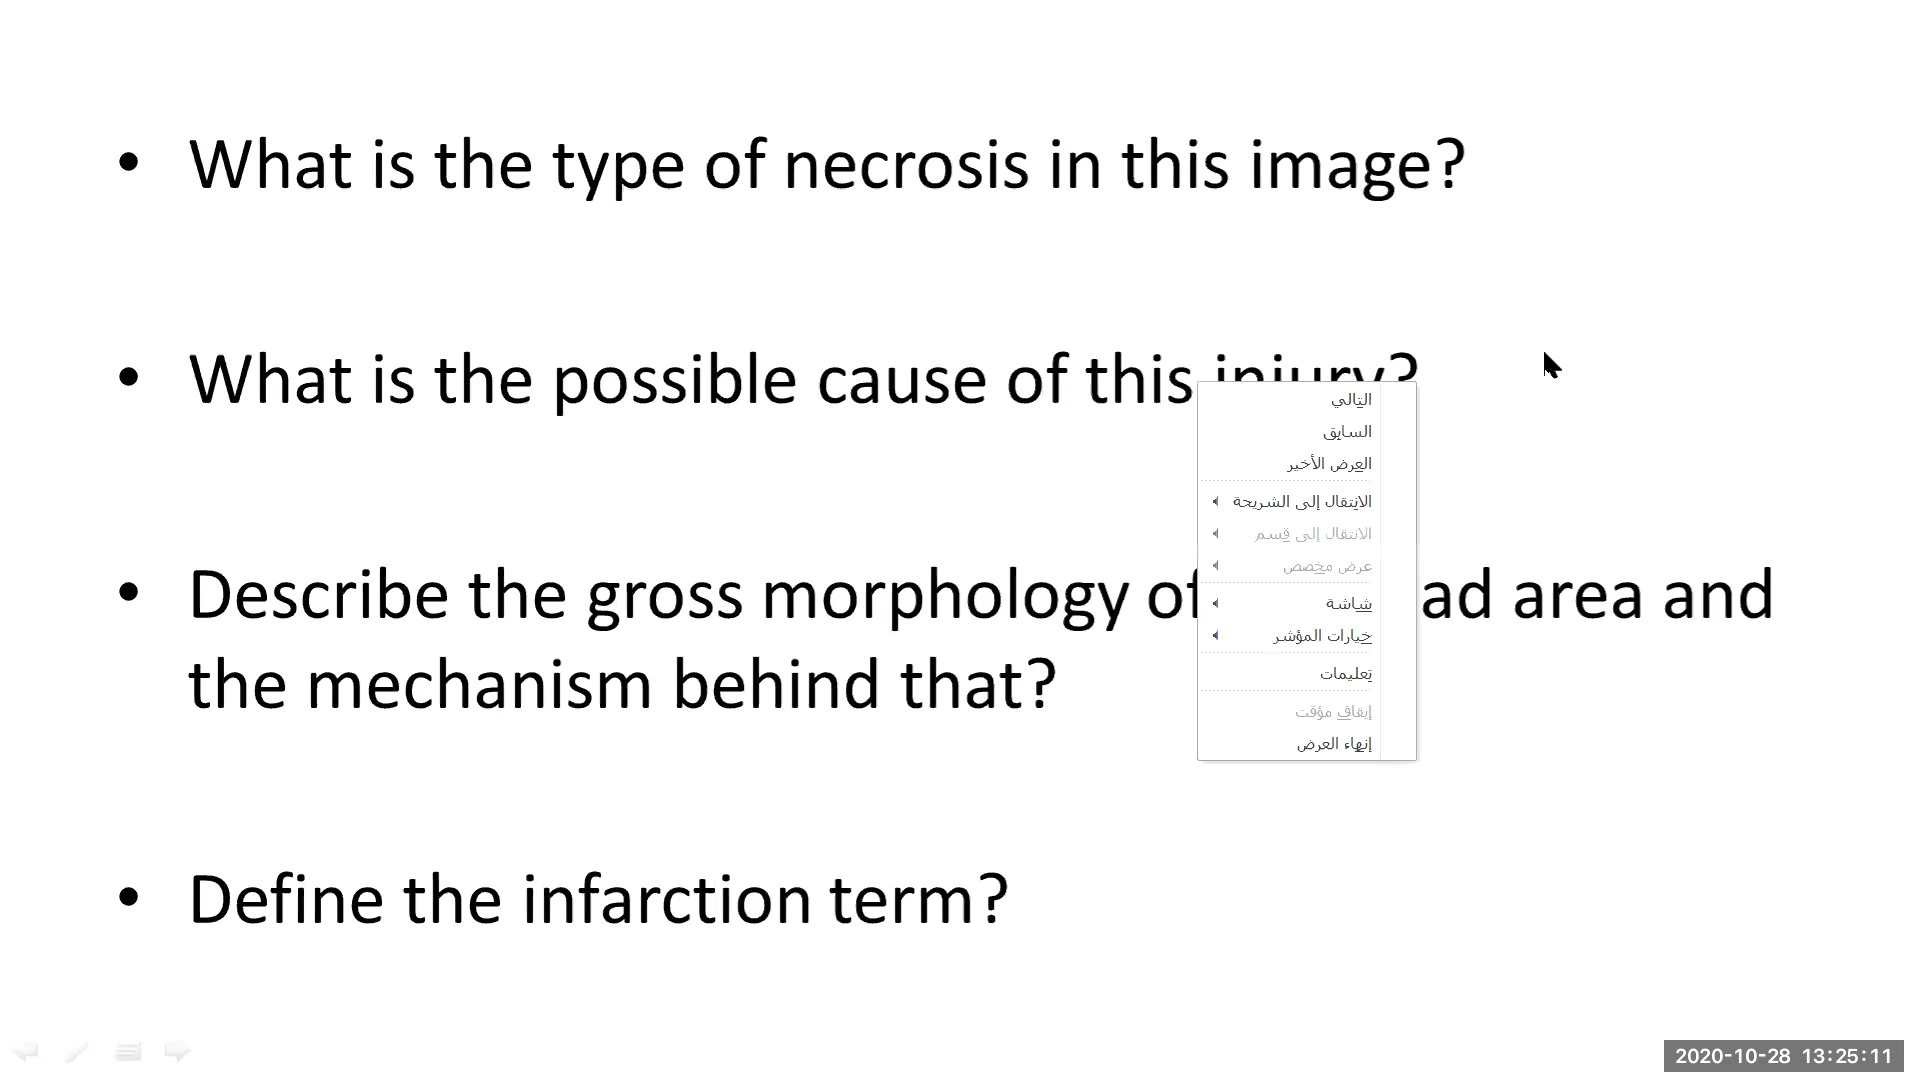 • What is the type of necrosis in this image?
• What is the possible cause of this injury?
• Describe the gross morphology of ad area and
the mechanism behind that?
• Define the infarction term?
التالي
السابق
العرض الأخير
الانتقال إلى الشريحة
الانتقال إلى قسم
عرض مخصص
شاشة
خيارات المؤشر
تعليمات
إيقاف مؤقت
إنهاء العرض
2020-10-28 13:25:11